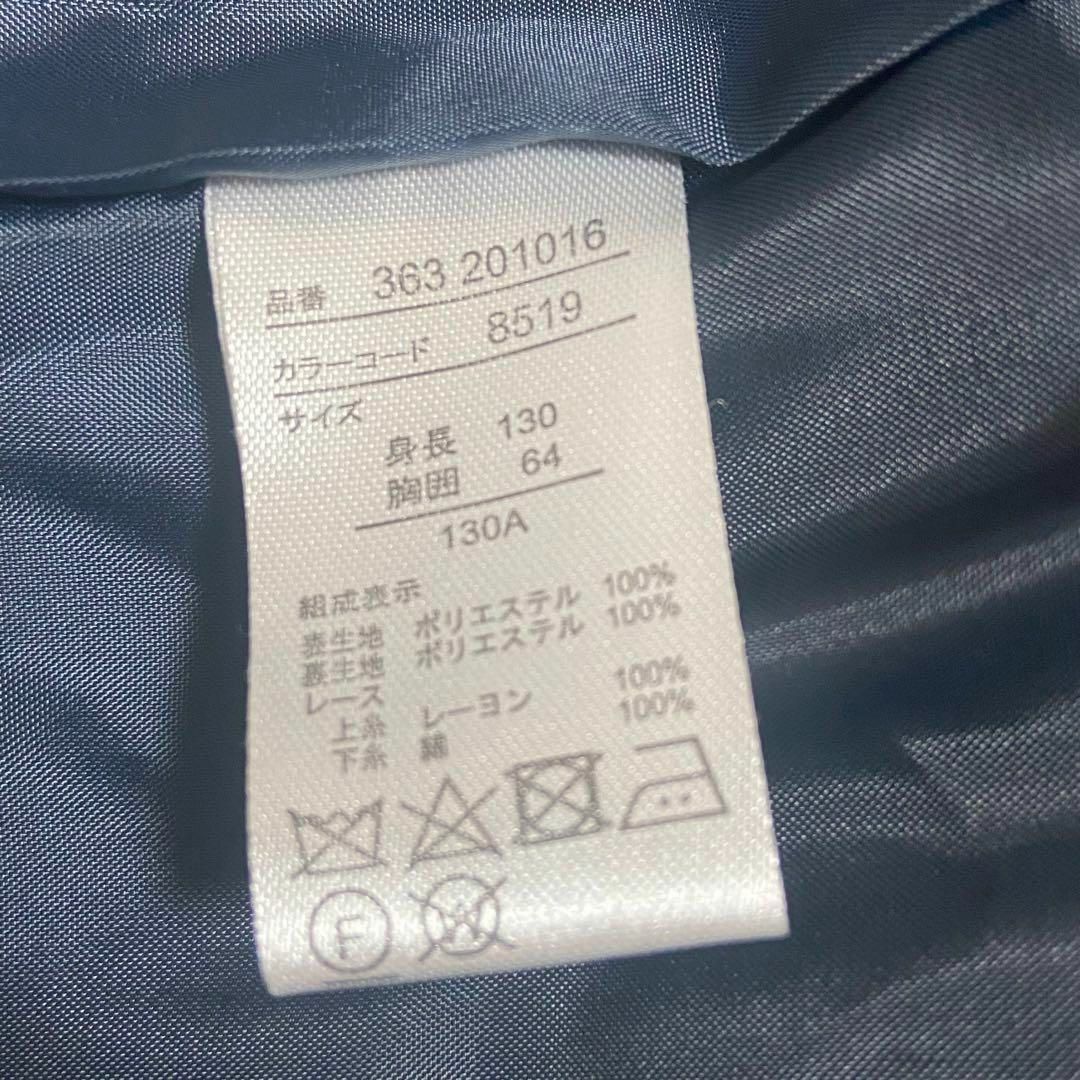 品番 363 201016
カラーコード 8519
サイズ
身長 130
胸囲 64
130A
組成表示
表生地 ポリエステル 100%
裏生地 ポリエステル 100%
レース
上糸 レーヨン 100%
下糸 綿 100%
F
W